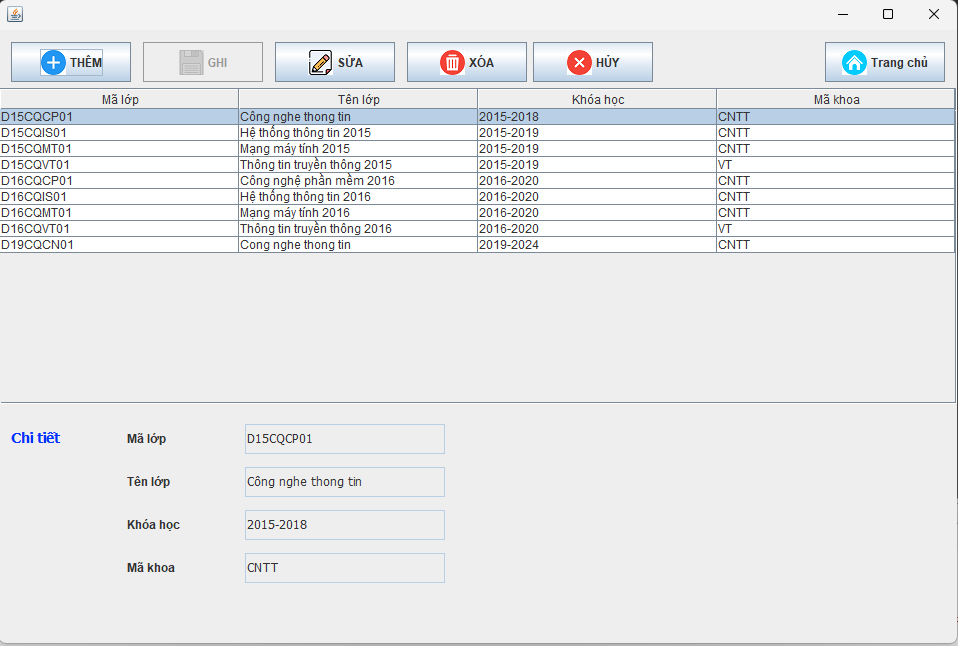 THÊM GHI SỬA XÓA HỦY Trang chủ
Mã lớp Tên lớp Khóa học Mã khoa
D15CQCP01 Công nghe thong tin 2015-2018 CNTT
D15CQIS01 Hệ thống thông tin 2015 2015-2019 CNTT
D15CQMT01 Mạng máy tính 2015 2015-2019 CNTT
D15CQVT01 Thông tin truyền thông 2015 2015-2019 VT
D16CQCP01 Công nghệ phần mềm 2016 2016-2020 CNTT
D16CQIS01 Hệ thống thông tin 2016 2016-2020 CNTT
D16CQMT01 Mạng máy tính 2016 2016-2020 CNTT
D16CQVT01 Thông tin truyền thông 2016 2016-2020 VT
D19CQCN01 Cong nghe thong tin 2019-2024 CNTT
Chi tiết Mã lớp D15CQCP01
Tên lớp Công nghe thong tin
Khóa học 2015-2018
Mã khoa CNTT